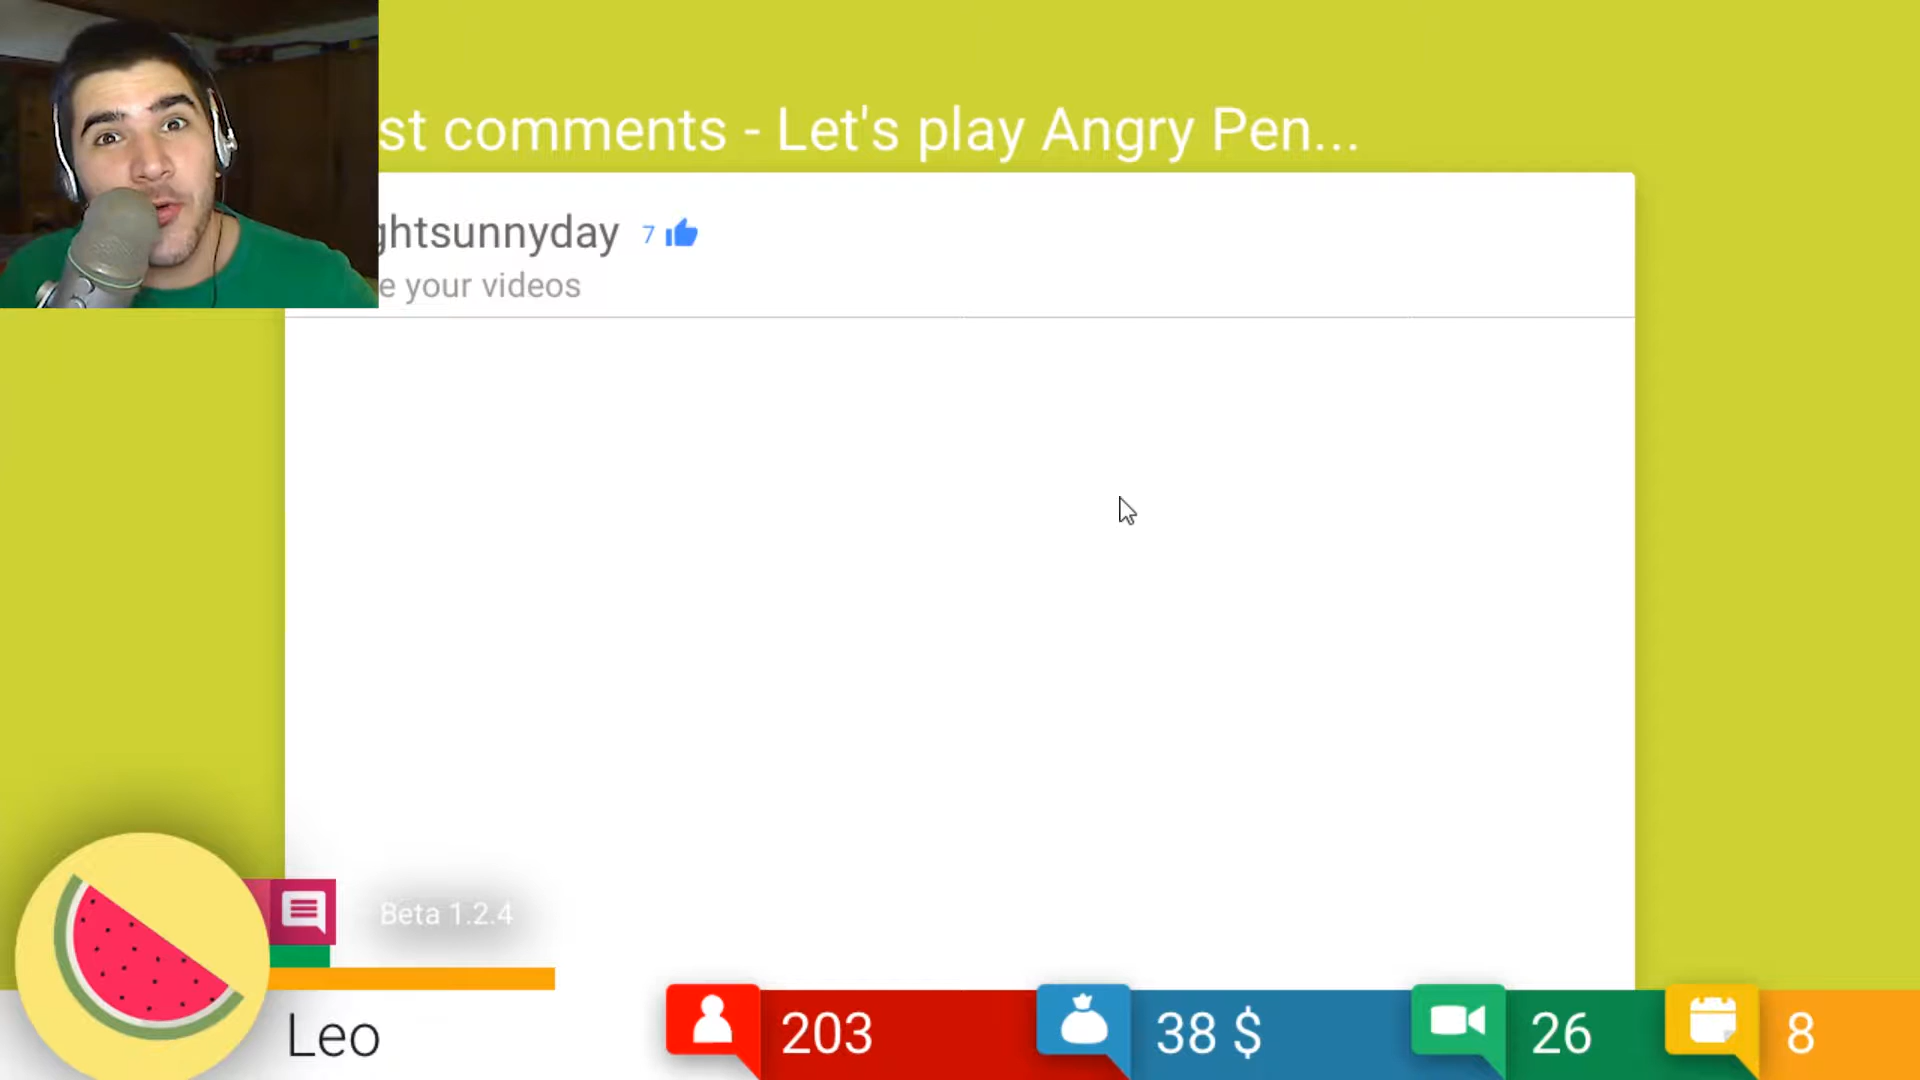 st comments - Let's play Angry Pen...
ghtsunnyday 7
e your videos
Beta 1.2.4
Leo
203
38 $
26
8